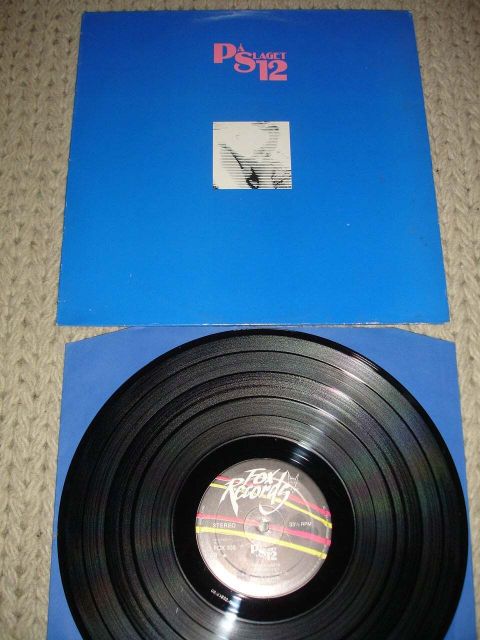 PÅ
SLAGET
12
Fox
Records
STEREO
33⅓ RPM
PÅ
SLAGET
12